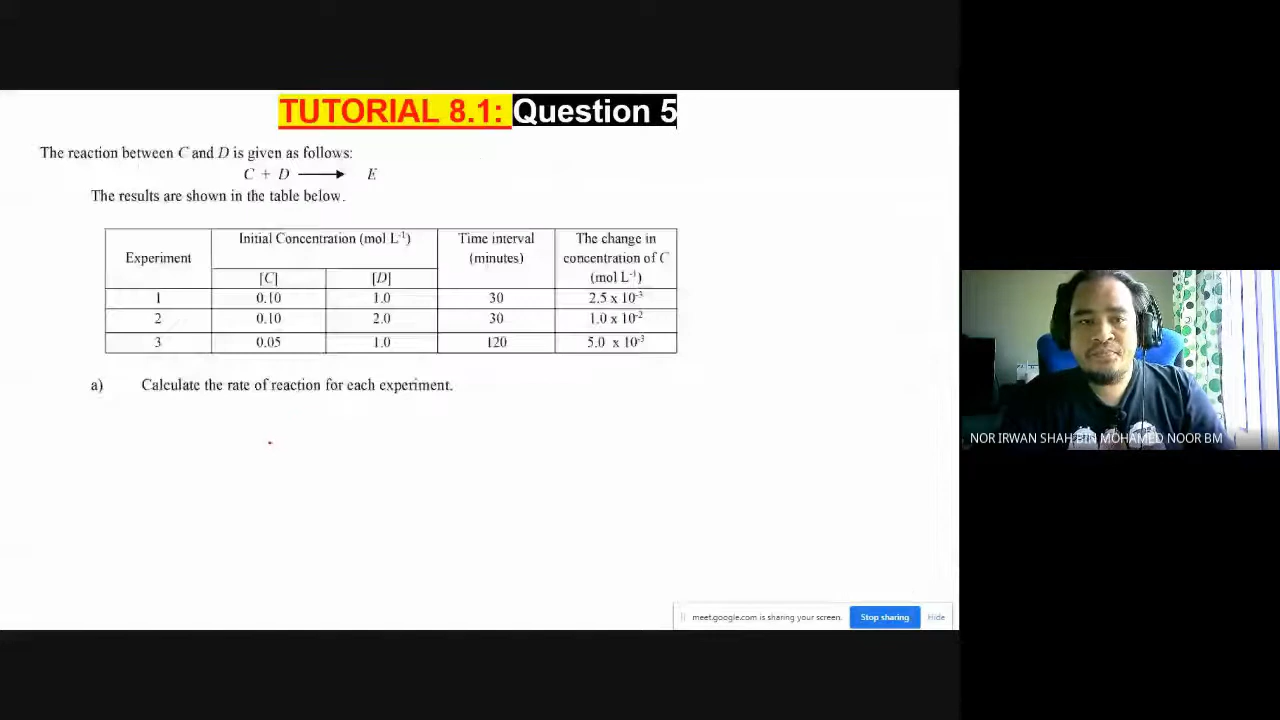 TUTORIAL 8.1: Question 5
The reaction between C and D is given as follows:
C + D ⟶ E
The results are shown in the table below.
Experiment Initial Concentration (mol L⁻¹) Time interval (minutes) The change in concentration of C (mol L⁻¹)
[C] [D]
1 0.10 1.0 30 2.5 x 10⁻³
2 0.10 2.0 30 1.0 x 10⁻²
3 0.05 1.0 120 5.0 x 10⁻³
a) Calculate the rate of reaction for each experiment.
NOR IRWAN SHAH BIN MOHAMED NOOR BM
meet.google.com is sharing your screen. Stop sharing Hide